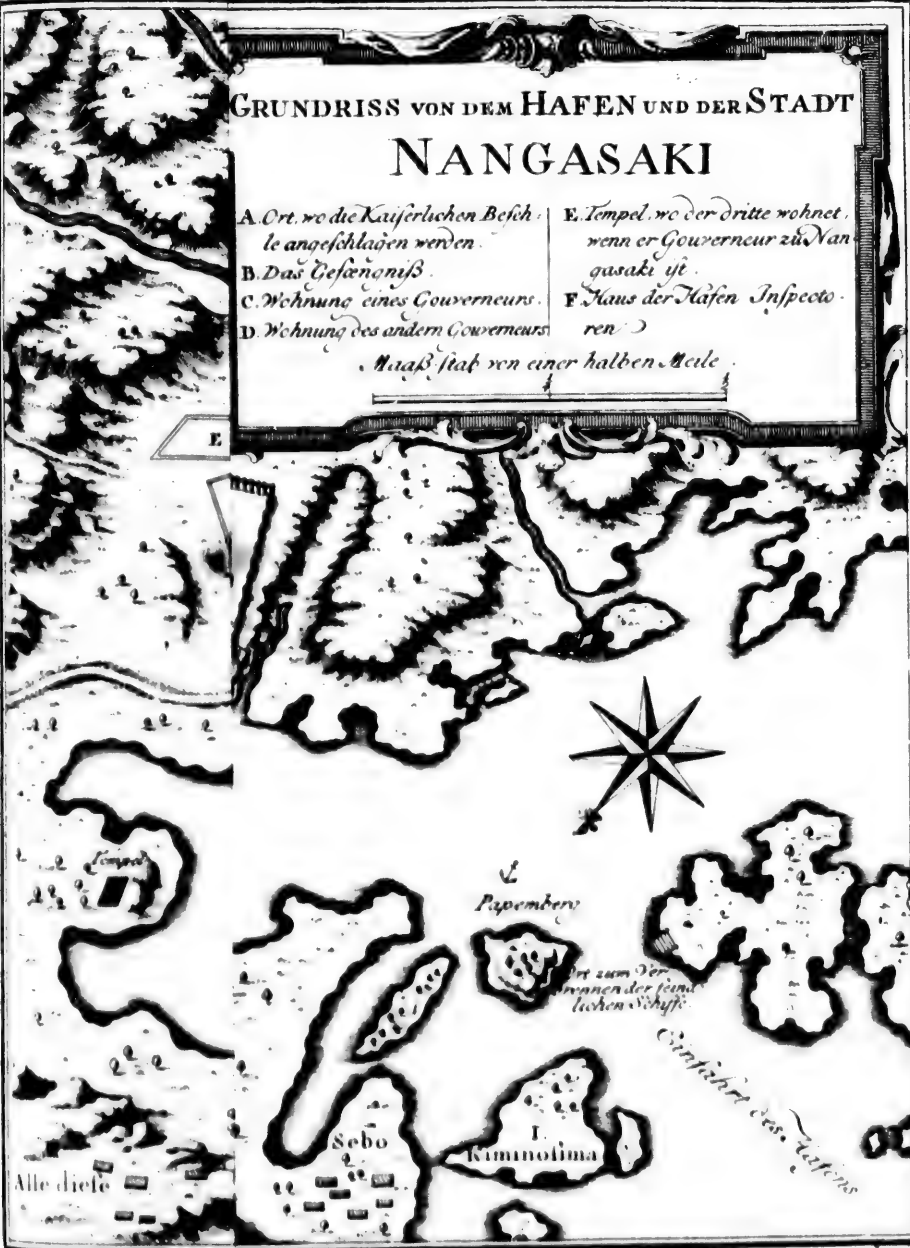 GRUNDRISS VON DEM HAFEN UND DER STADT
NANGASAKI
A. Ort, wo die Kaiserlichen Befeh=
le angeschlagen werden.
B. Das Gefængniß.
C. Wohnung eines Gouverneurs.
D. Wohnung des andern Gouverneurs
E. Tempel, wo der dritte wohnet,
wenn er Gouverneur zu Nan
gasaki ist.
F. Haus der Hafen Inspecto-
ren
Maaß-stab von einer halben Meile.
E
Tempel
Papemberg
Ort zum Ver
brennen der feind
lichen Schiffe
Einfahrt des Hafens
Sebo
I.
Kiminosima
Alle diese